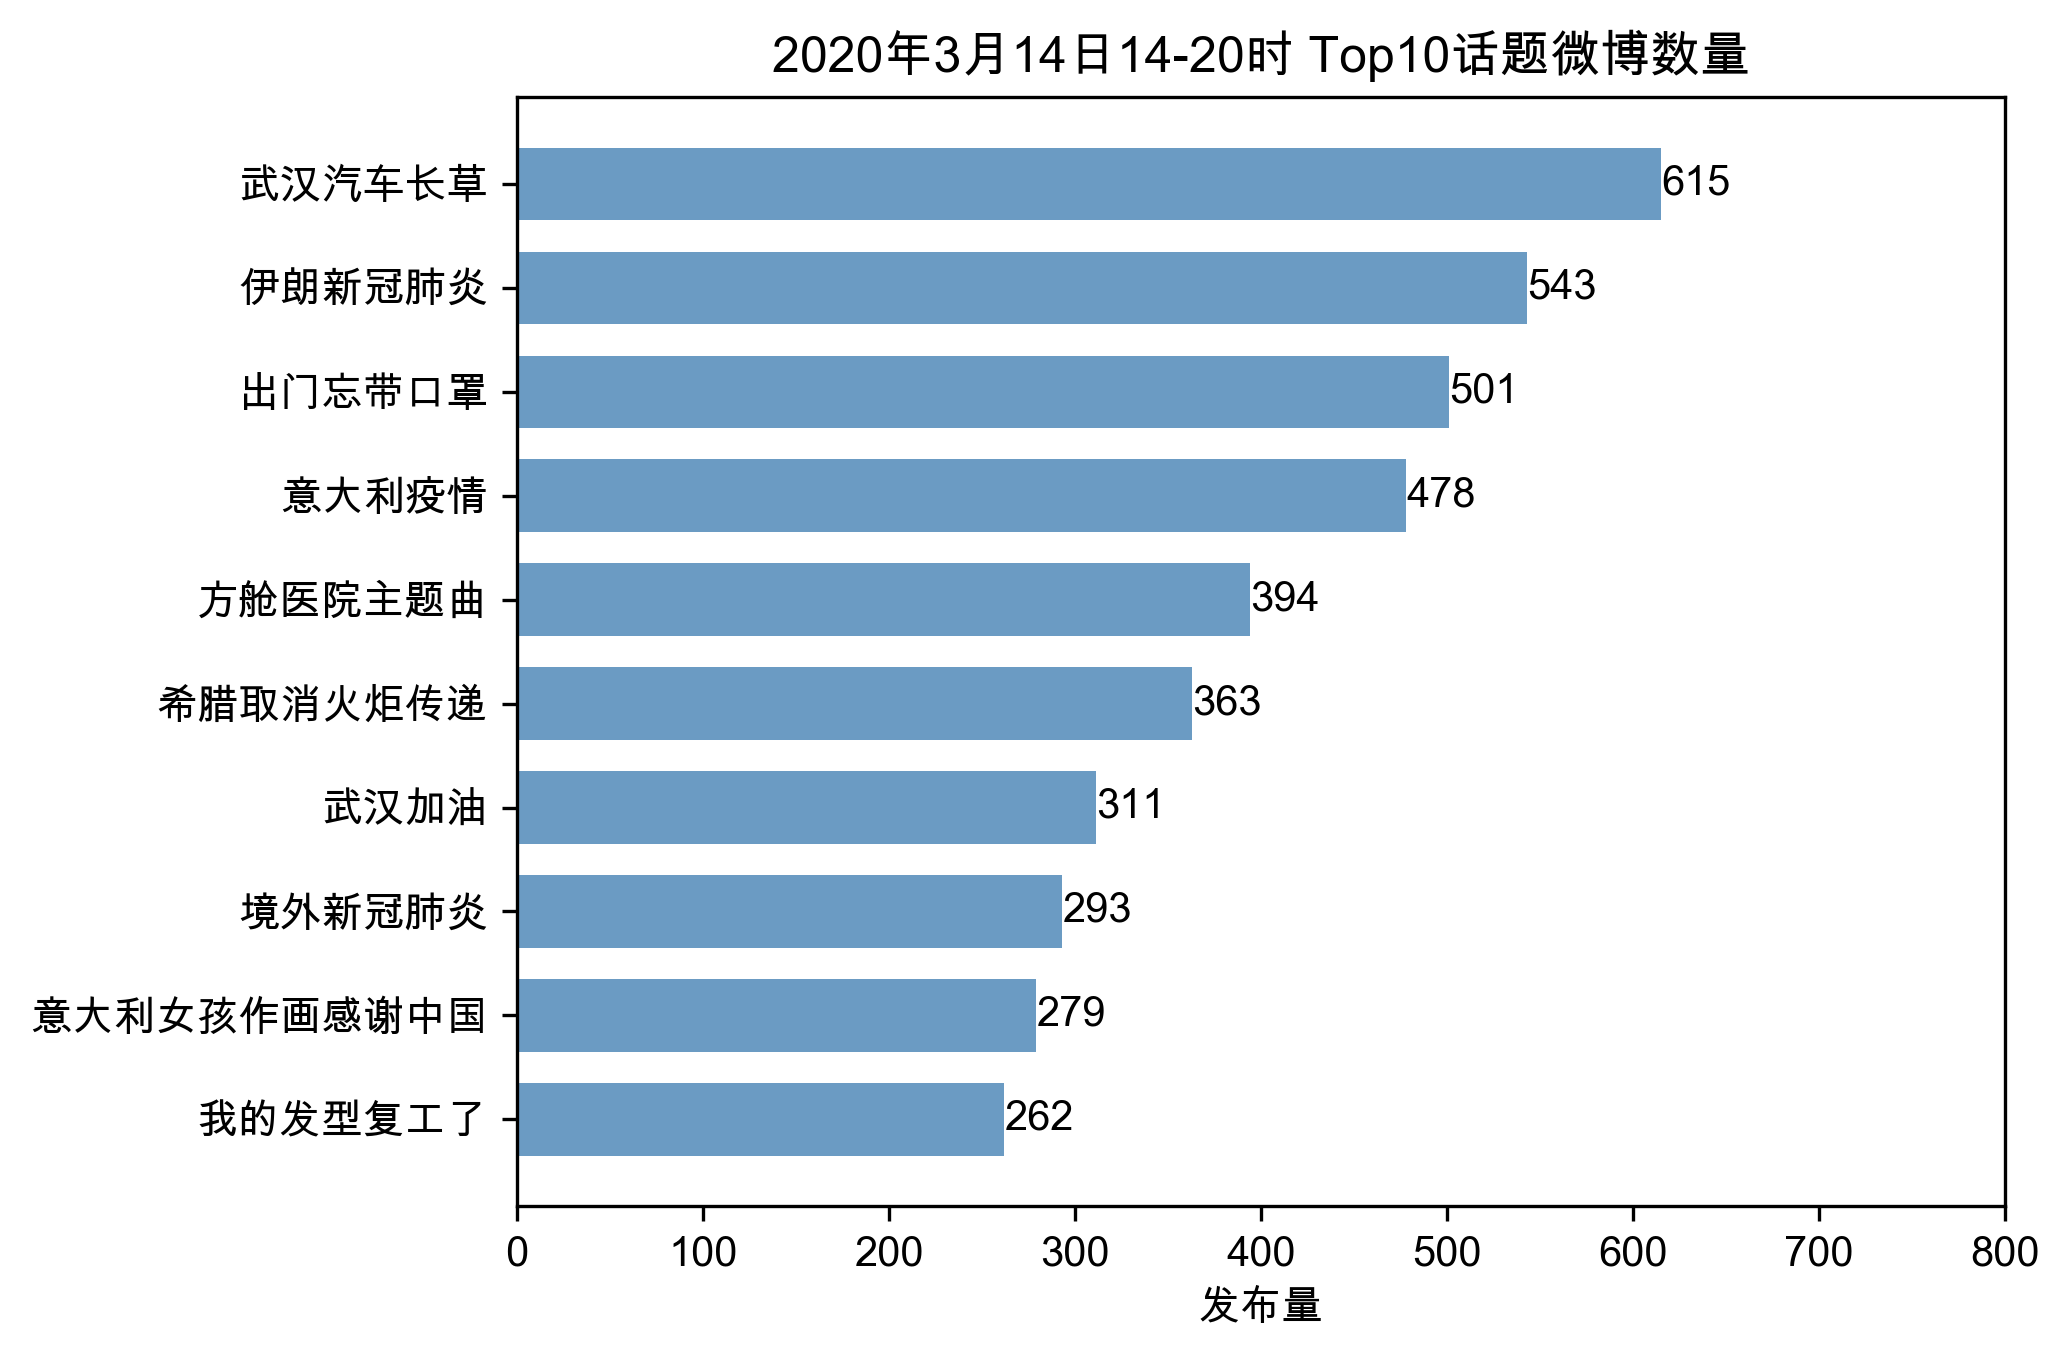 2020年3月14日14-20时 Top10话题微博数量
武汉汽车长草 615
伊朗新冠肺炎 543
出门忘带口罩 501
意大利疫情 478
方舱医院主题曲 394
希腊取消火炬传递 363
武汉加油 311
境外新冠肺炎 293
意大利女孩作画感谢中国 279
我的发型复工了 262
0 100 200 300 400 500 600 700 800
发布量